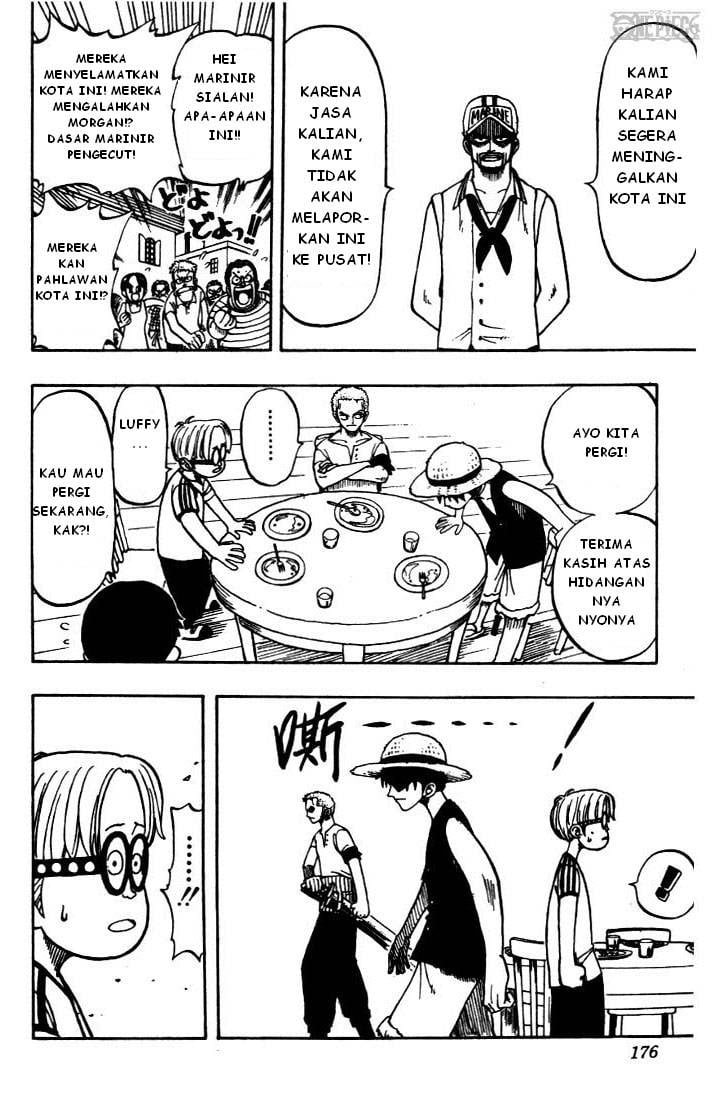 ONE PIECE
KAMI
HARAP
KALIAN
SEGERA
MENING-
GALKAN
KOTA INI
KARENA
JASA
KALIAN,
KAMI
TIDAK
AKAN
MELAPOR-
KAN INI
KE PUSAT!
MARINE
HEI
MARINIR
SIALAN!
APA-APAAN
INI!!
MEREKA
MENYELAMATKAN
KOTA INI! MEREKA
MENGALAHKAN
MORGAN!?
DASAR MARINIR
PENGECUT!
どよ
どよっ!!
MEREKA
KAN
PAHLAWAN
KOTA INI!?
AYO KITA
PERGI!
TERIMA
KASIH ATAS
HIDANGAN
NYA
NYONYA
........
LUFFY
...
KAU MAU
PERGI
SEKARANG,
KAK?!
!
嘶
......!!
176